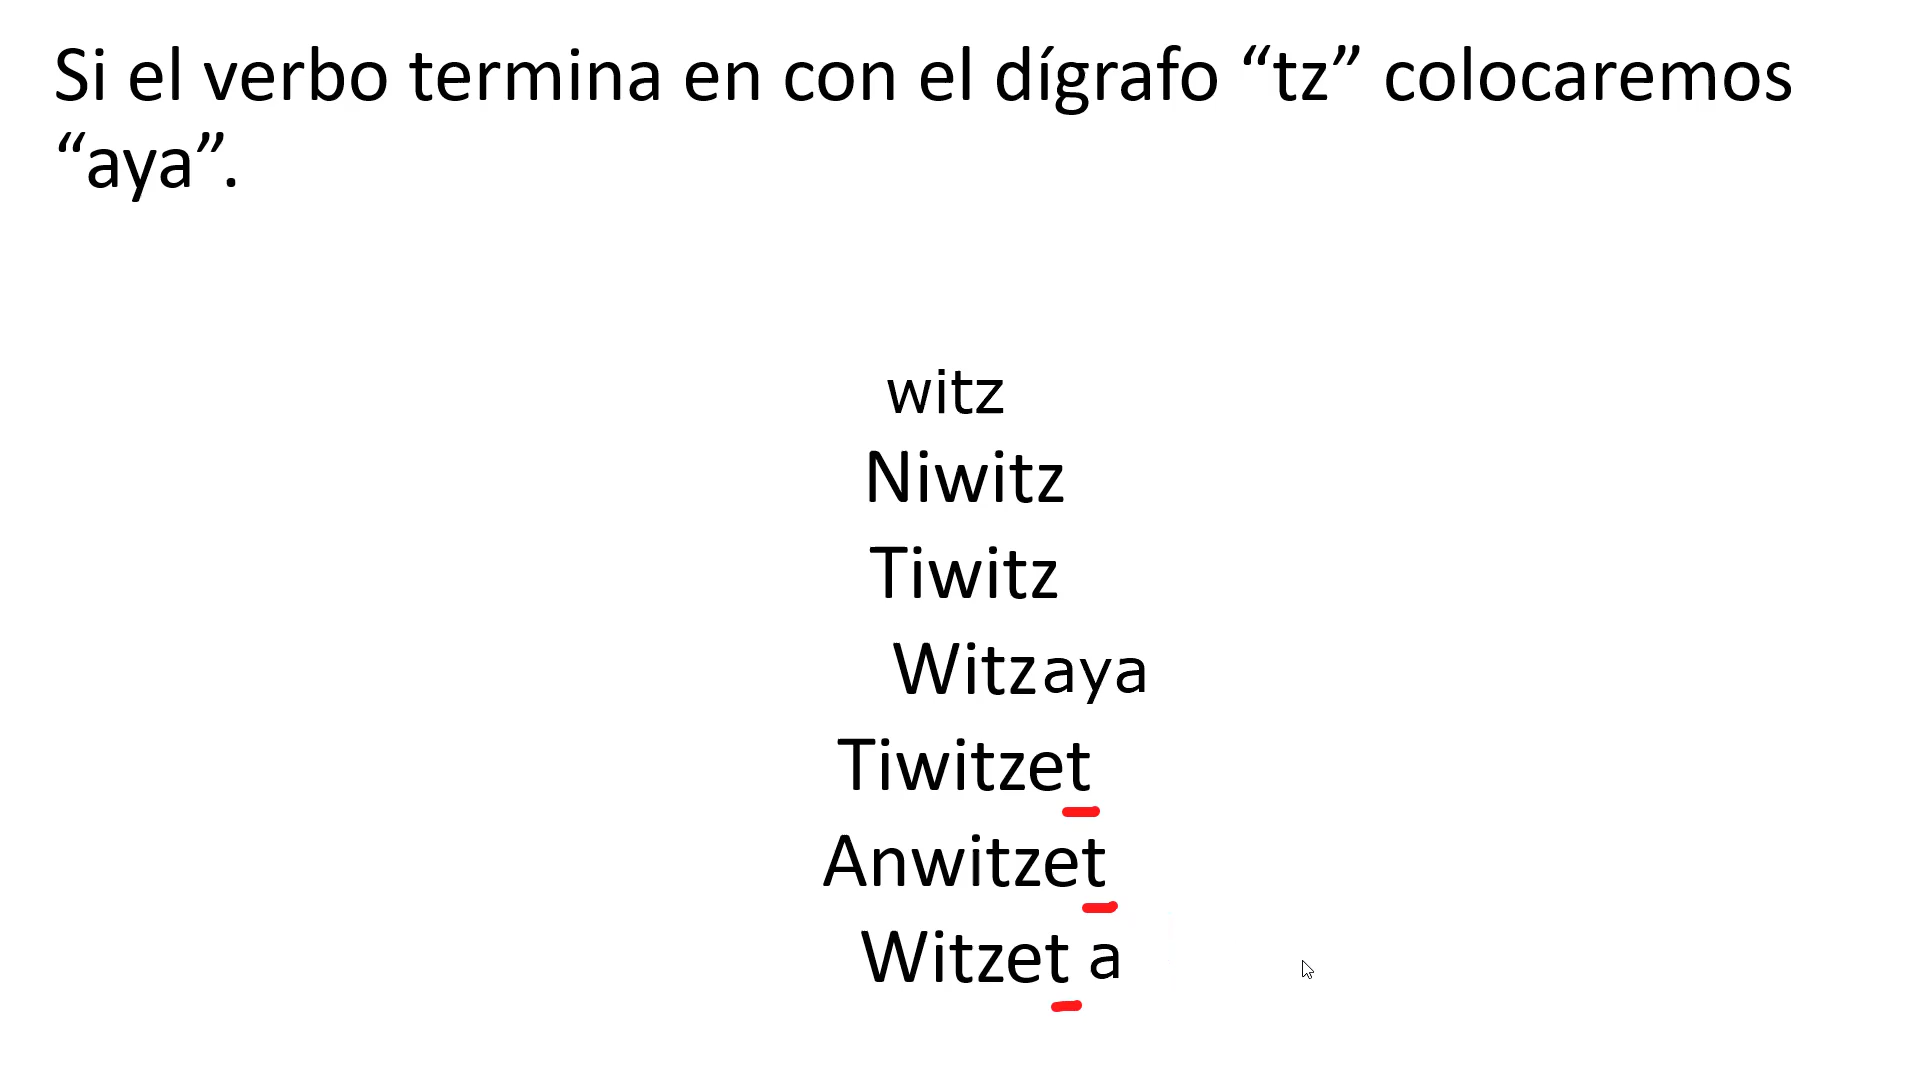 Si el verbo termina en con el dígrafo “tz” colocaremos
“aya”.
witz
Niwitz
Tiwitz
Witzaya
Tiwitzet
Anwitzet
Witzet a